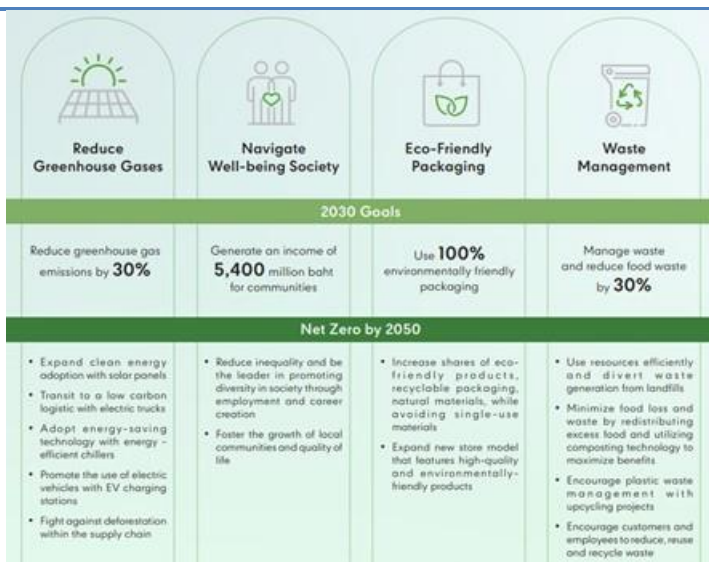 Reduce
Greenhouse Gases
Navigate
Well-being Society
Eco-Friendly
Packaging
Waste
Management
2030 Goals
Reduce greenhouse gas
emissions by 30%
Generate an income of
5,400 million baht
for communities
Use 100%
environmentally friendly
packaging
Manage waste
and reduce food waste
by 30%
Net Zero by 2050
• Expand clean energy
adoption with solar panels
• Transit to a low carbon
logistic with electric trucks
• Adopt energy-saving
technology with energy -
efficient chillers
• Promote the use of electric
vehicles with EV charging
stations
• Fight against deforestation
within the supply chain
• Reduce inequality and be
the leader in promoting
diversity in society through
employment and career
creation
• Foster the growth of local
communities and quality of
life
• Increase shares of eco-
friendly products,
recyclable packaging,
natural materials, while
avoiding single-use
materials
• Expand new store model
that features high-quality
and environmentally-
friendly products
• Use resources efficiently
and divert waste
generation from landfills
• Minimize food loss and
waste by redistributing
excess food and utilizing
composting technology to
maximize benefits
• Encourage plastic waste
management with
upcycling projects
• Encourage customers and
employees to reduce, reuse
and recycle waste